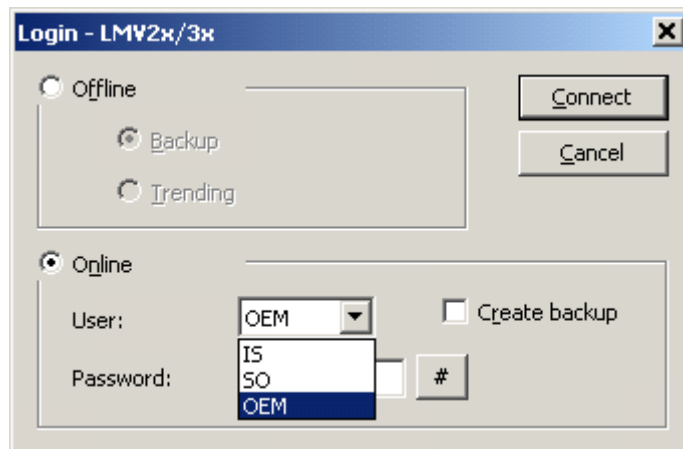 Login - LMV2x/3x
Offline
Connect
Backup
Cancel
Trending
Online
User: OEM Create backup
IS
Password: SO #
OEM